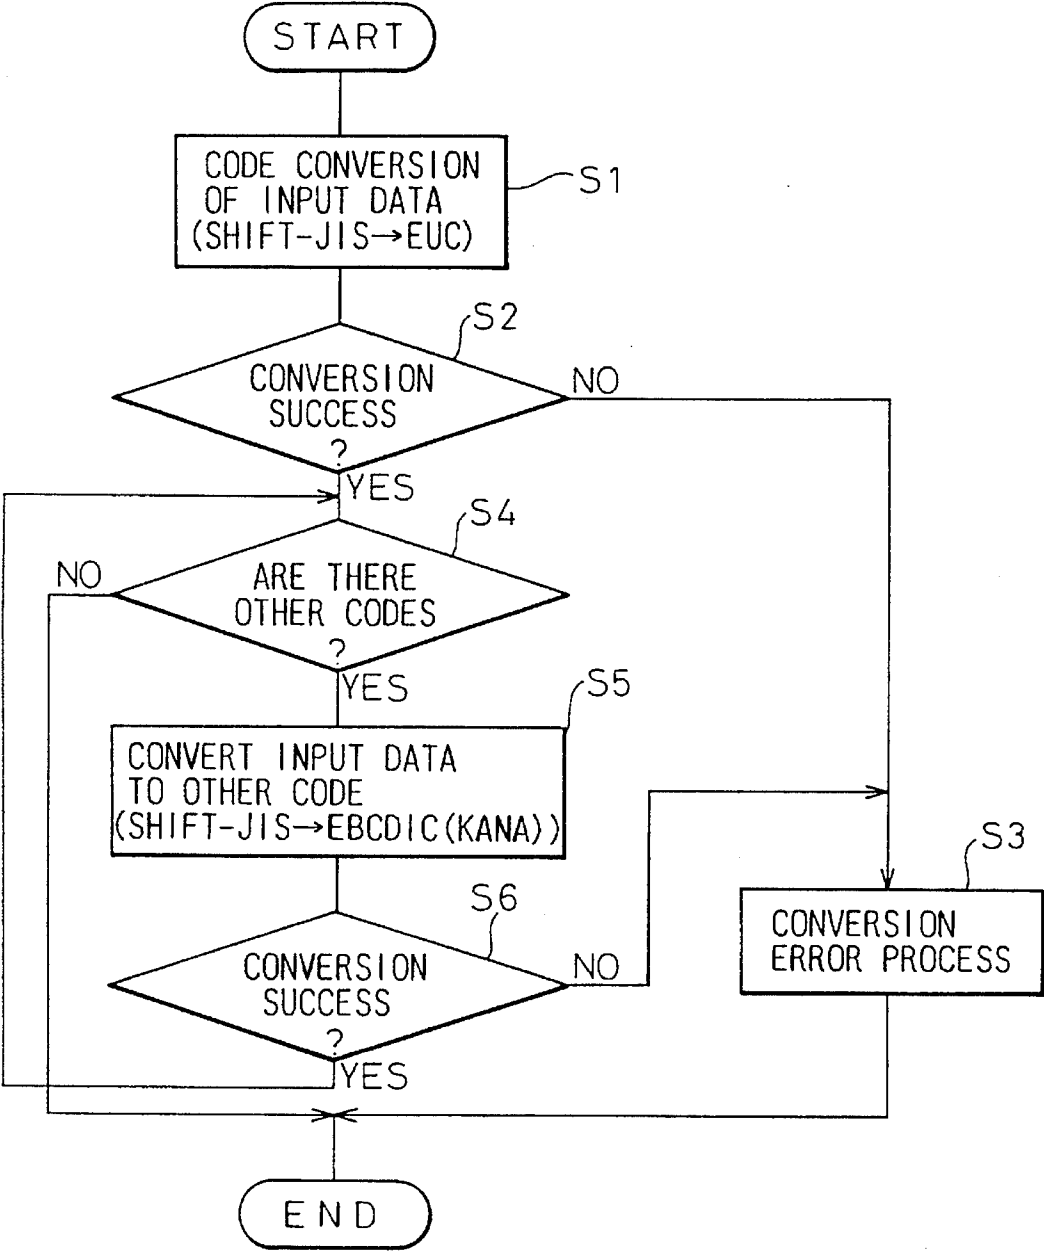 START
CODE CONVERSION
OF INPUT DATA
(SHIFT-JIS→EUC)
S1
S2
CONVERSION
SUCCESS
?
NO
YES
S4
NO
ARE THERE
OTHER CODES
?
YES
S5
CONVERT INPUT DATA
TO OTHER CODE
(SHIFT-JIS→EBCDIC(KANA))
S3
CONVERSION
ERROR PROCESS
S6
CONVERSION
SUCCESS
?
NO
YES
END